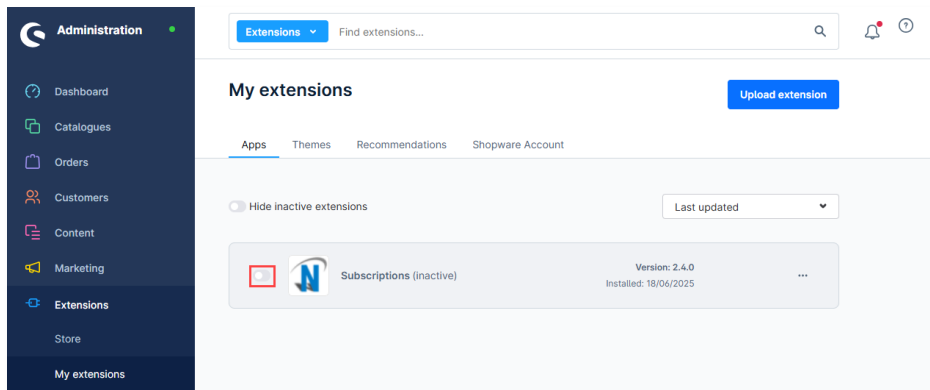 Administration
Dashboard
Catalogues
Orders
Customers
Content
Marketing
Extensions
Store
My extensions
Extensions Find extensions...
My extensions
Upload extension
Apps Themes Recommendations Shopware Account
Hide inactive extensions
Last updated
Subscriptions (inactive)
Version: 2.4.0
Installed: 18/06/2025